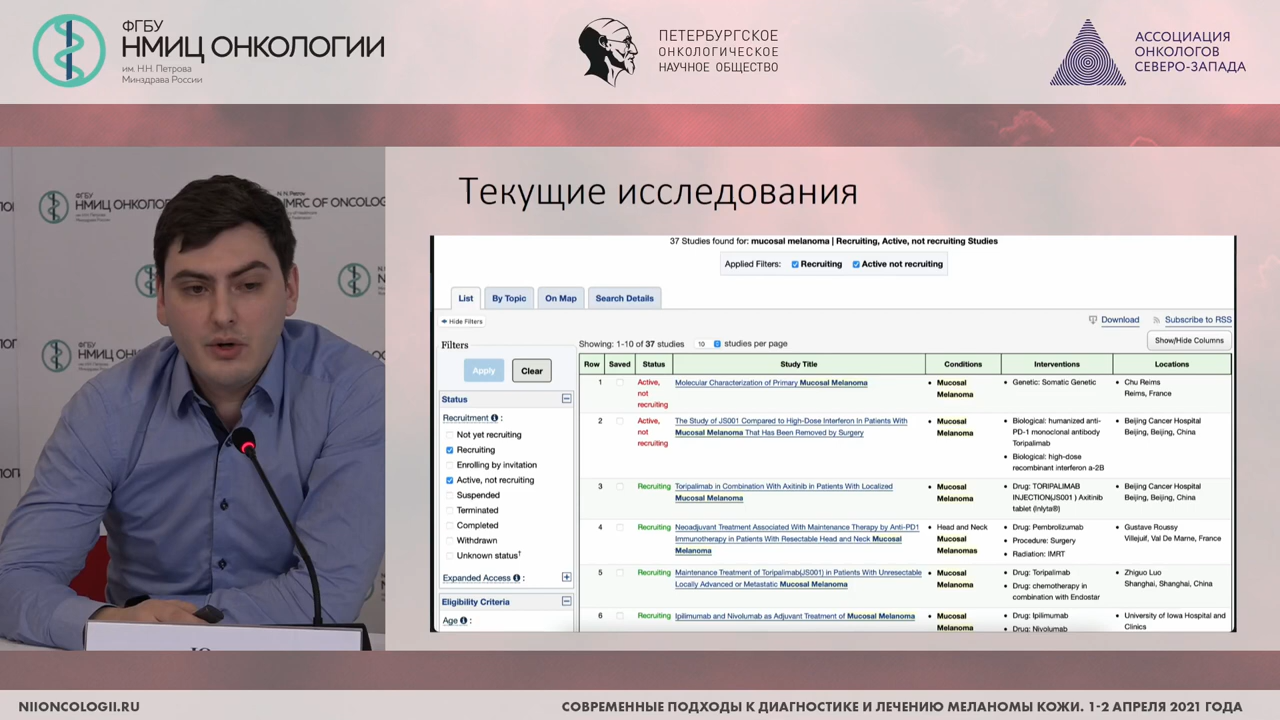 ФГБУ
НМИЦ ОНКОЛОГИИ
им. Н.Н. Петрова
Минздрава России
ПЕТЕРБУРГСКОЕ
ОНКОЛОГИЧЕСКОЕ
НАУЧНОЕ ОБЩЕСТВО
АССОЦИАЦИЯ
ОНКОЛОГОВ
СЕВЕРО-ЗАПАДА
ФГБУ
НМИЦ ОНКОЛО
NMRC OF ONCOLOG
ФГБУ
НМИЦ
Текущие исследования
37 Studies found for: mucosal melanoma | Recruiting, Active, not recruiting Studies
Applied Filters: Recruiting Active not recruiting
List By Topic On Map Search Details
Hide Filters
Download Subscribe to RSS
Showing: 1-10 of 37 studies 10 studies per page
Show/Hide Columns
Filters
Apply Clear
Status
Recruitment :
Not yet recruiting
Recruiting
Enrolling by invitation
Active, not recruiting
Suspended
Terminated
Completed
Withdrawn
Unknown status†
Expanded Access :
Eligibility Criteria
Age :
Row Saved Status Study Title Conditions Interventions Locations
1 Active, not recruiting Molecular Characterization of Primary Mucosal Melanoma • Mucosal Melanoma • Genetic: Somatic Genetic • Chu Reims
Reims, France
2 Active, not recruiting The Study of JS001 Compared to High-Dose Interferon In Patients With
Mucosal Melanoma That Has Been Removed by Surgery
• Mucosal Melanoma
• Biological: humanized anti-
PD-1 monoclonal antibody
Toripalimab
• Biological: high-dose
recombinant interferon a-2B
• Beijing Cancer Hospital
Beijing, Beijing, China
3 Recruiting Toripalimab in Combination With Axitinib in Patients With Localized
Mucosal Melanoma
• Mucosal Melanoma
• Drug: TORIPALIMAB
INJECTION(JS001 ) Axitinib
tablet (Inlyta®)
• Beijing Cancer Hospital
Beijing, Beijing, China
4 Recruiting Neoadjuvant Treatment Associated With Maintenance Therapy by Anti-PD1
Immunotherapy in Patients With Resectable Head and Neck Mucosal
Melanoma
• Head and Neck
Mucosal
Melanomas
• Drug: Pembrolizumab
• Procedure: Surgery
• Radiation: IMRT
• Gustave Roussy
Villejuif, Val De Marne, France
5 Recruiting Maintenance Treatment of Toripalimab(JS001) in Patients With Unresectable
Locally Advanced or Metastatic Mucosal Melanoma
• Mucosal Melanoma
• Drug: Toripalimab
• Drug: chemotherapy in
combination with Endostar
• Zhiguo Luo
Shanghai, Shanghai, China
6 Recruiting Ipilimumab and Nivolumab as Adjuvant Treatment of Mucosal Melanoma
• Mucosal Melanoma
• Drug: Ipilimumab
• Drug: Nivolumab
• University of Iowa Hospital and
Clinics
NIIONCOLOGII.RU
СОВРЕМЕННЫЕ ПОДХОДЫ К ДИАГНОСТИКЕ И ЛЕЧЕНИЮ МЕЛАНОМЫ КОЖИ. 1-2 АПРЕЛЯ 2021 ГОДА